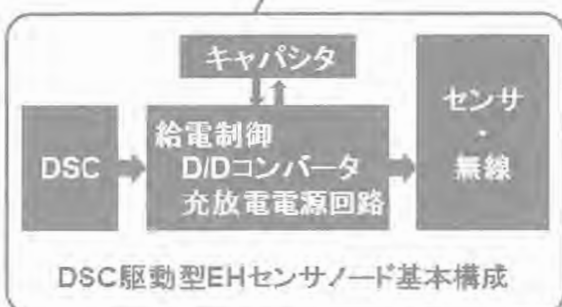 キャパシタ
DSC
給電制御
D/Dコンバータ
充放電電源回路
センサ
・
無線
DSC駆動型EHセンサノード基本構成